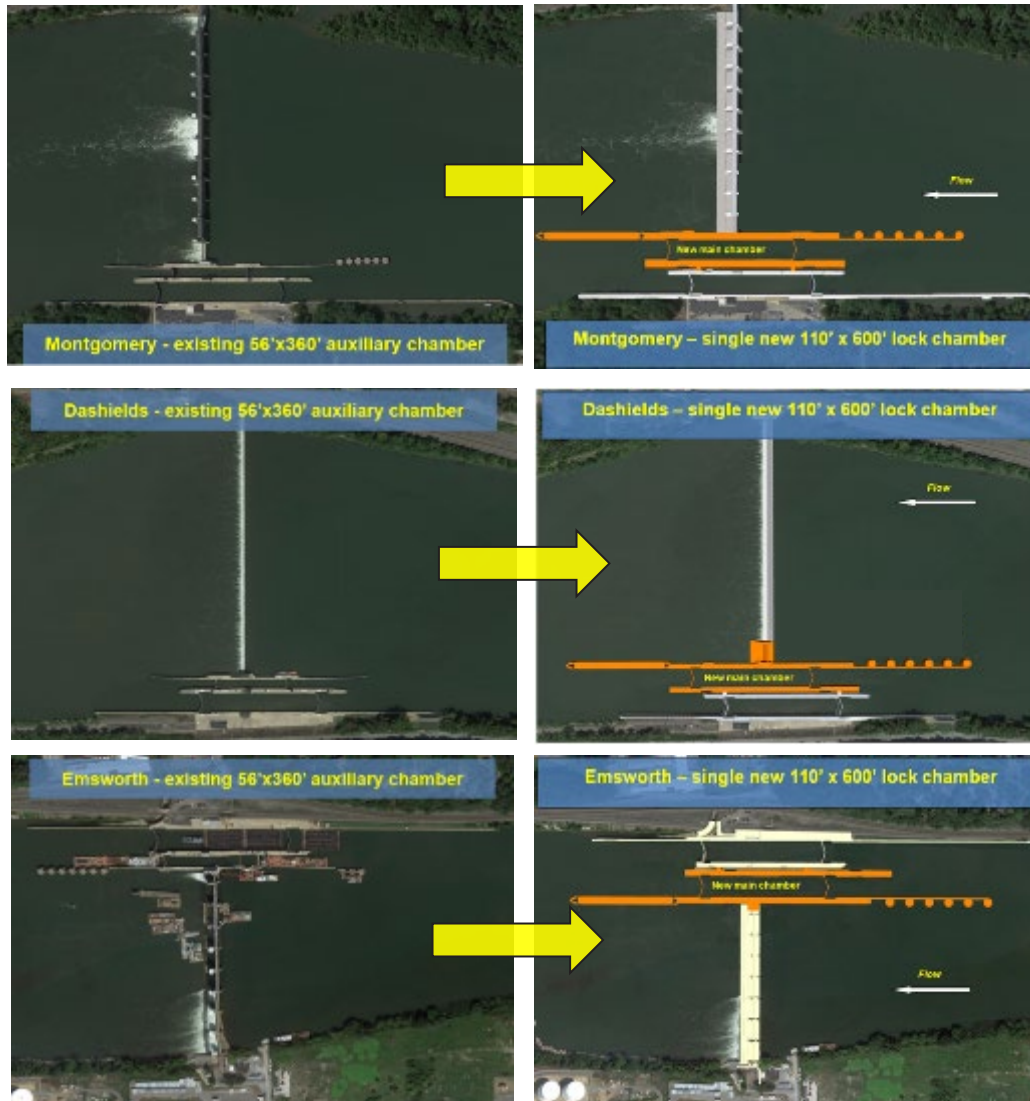 Flow
New main chamber
Montgomery - existing 56'x360' auxiliary chamber
Montgomery – single new 110' x 600' lock chamber
Dashields - existing 56'x360' auxiliary chamber
Dashields – single new 110' x 600' lock chamber
Flow
New main chamber
Emsworth - existing 56'x360' auxiliary chamber
Emsworth – single new 110' x 600' lock chamber
New main chamber
Flow